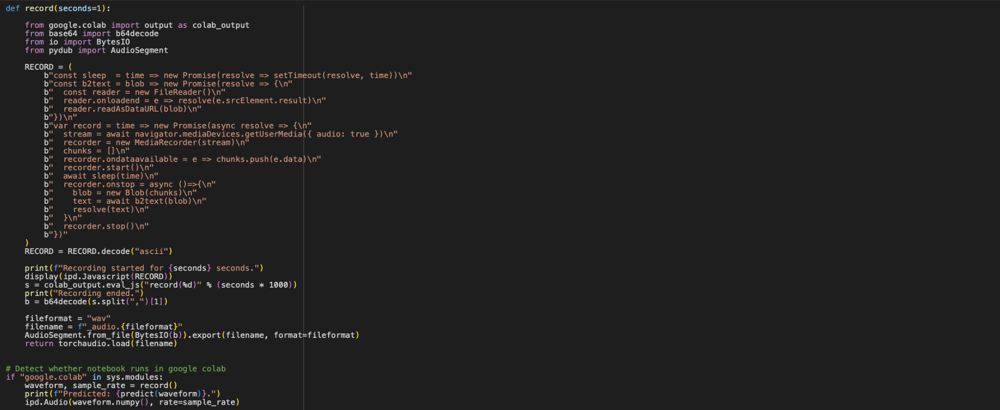 def record(seconds=1):

    from google.colab import output as colab_output
    from base64 import b64decode
    from io import BytesIO
    from pydub import AudioSegment

    RECORD = (
        b"const sleep  = time => new Promise(resolve => setTimeout(resolve, time))\n"
        b"const b2text = blob => new Promise(resolve => {\n"
        b"  const reader = new FileReader()\n"
        b"  reader.onloadend = e => resolve(e.srcElement.result)\n"
        b"  reader.readAsDataURL(blob)\n"
        b"})\n"
        b"var record = time => new Promise(async resolve => {\n"
        b"  stream = await navigator.mediaDevices.getUserMedia({ audio: true })\n"
        b"  recorder = new MediaRecorder(stream)\n"
        b"  chunks = []\n"
        b"  recorder.ondataavailable = e => chunks.push(e.data)\n"
        b"  recorder.start()\n"
        b"  await sleep(time)\n"
        b"  recorder.onstop = async ()=>{\n"
        b"    blob = new Blob(chunks)\n"
        b"    text = await b2text(blob)\n"
        b"    resolve(text)\n"
        b"  }\n"
        b"  recorder.stop()\n"
        b"})"
    )
    RECORD = RECORD.decode("ascii")

    print(f"Recording started for {seconds} seconds.")
    display(ipd.Javascript(RECORD))
    s = colab_output.eval_js("record(%d)" % (seconds * 1000))
    print("Recording ended.")
    b = b64decode(s.split(",")[1])

    fileformat = "wav"
    filename = f"_audio.{fileformat}"
    AudioSegment.from_file(BytesIO(b)).export(filename, format=fileformat)
    return torchaudio.load(filename)


# Detect whether notebook runs in google colab
if "google.colab" in sys.modules:
    waveform, sample_rate = record()
    print(f"Predicted: {predict(waveform)}.")
    ipd.Audio(waveform.numpy(), rate=sample_rate)